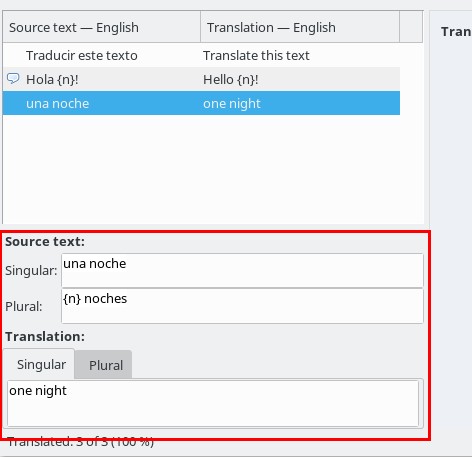 Source text — English Translation — English
Tran
Traducir este texto Translate this text
Hola {n}! Hello {n}!
una noche one night
Source text:
Singular: una noche
Plural: {n} noches
Translation:
Singular Plural
one night
Translated: 3 of 3 (100 %)